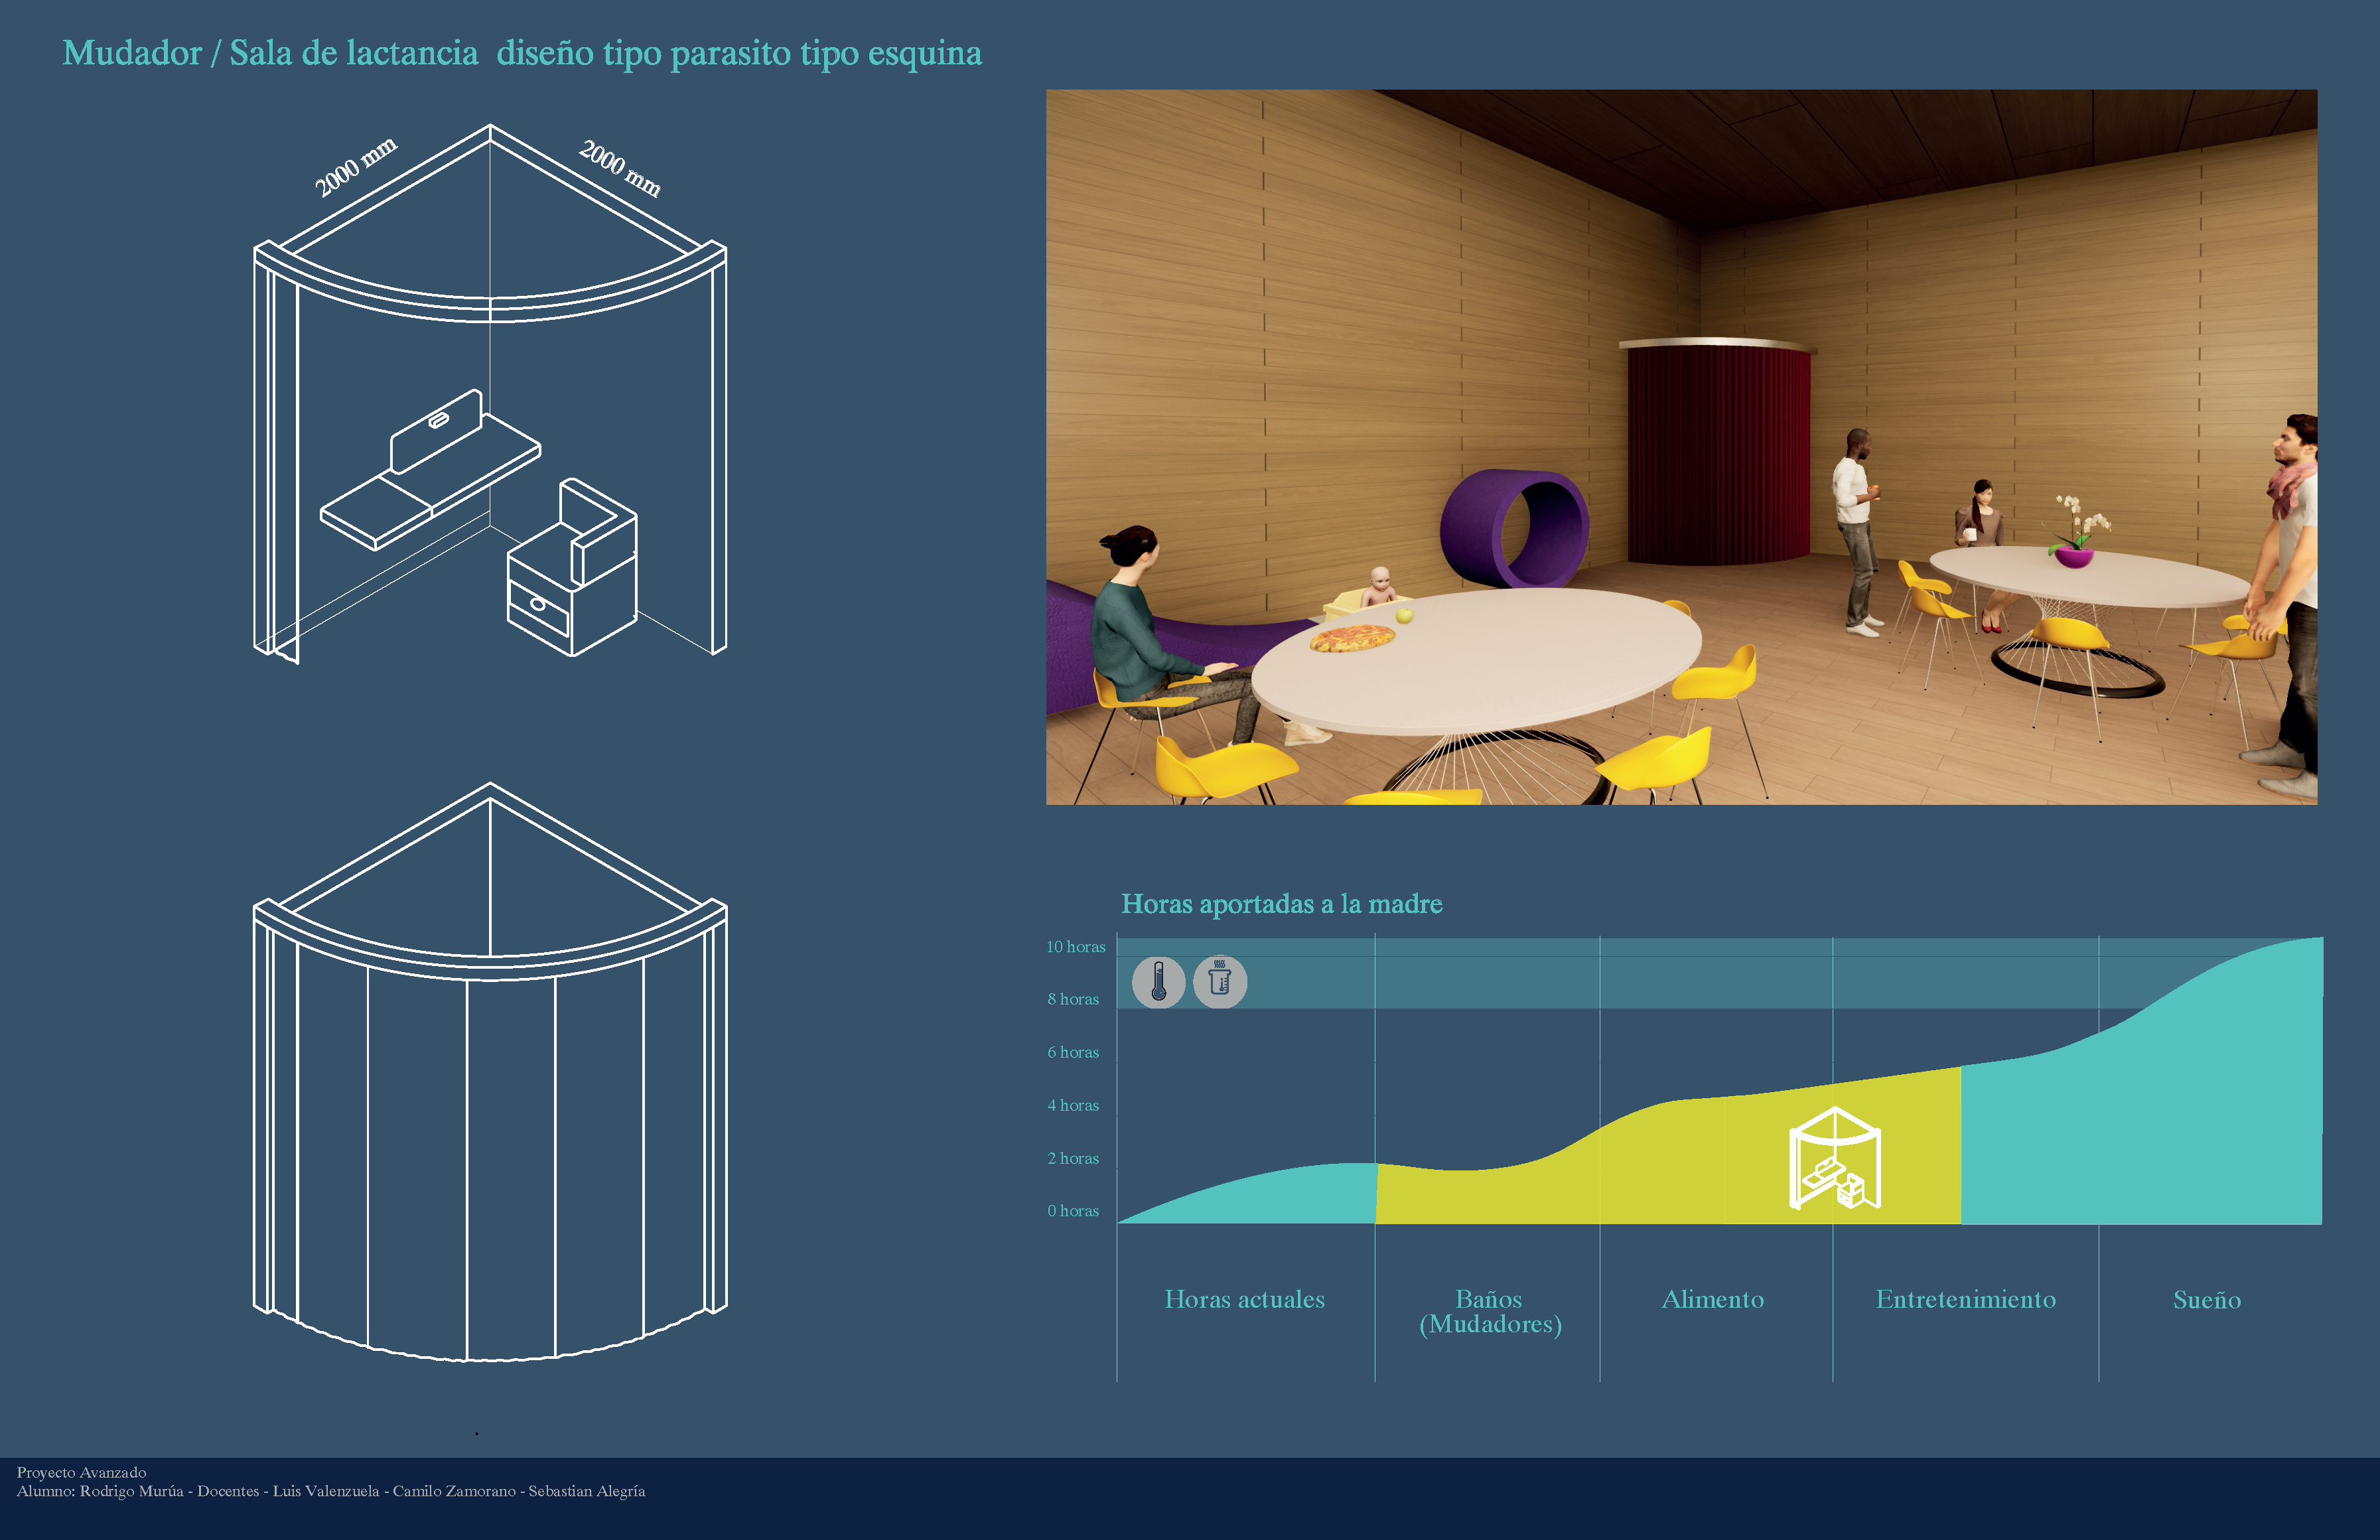 Mudador / Sala de lactancia diseño tipo parasito tipo esquina
2000 mm
2000 mm
Horas aportadas a la madre
10 horas
8 horas
6 horas
4 horas
2 horas
0 horas
Horas actuales
Baños
(Mudadores)
Alimento
Entretenimiento
Sueño
Proyecto Avanzado
Alumno: Rodrigo Murúa - Docentes - Luis Valenzuela - Camilo Zamorano - Sebastian Alegría